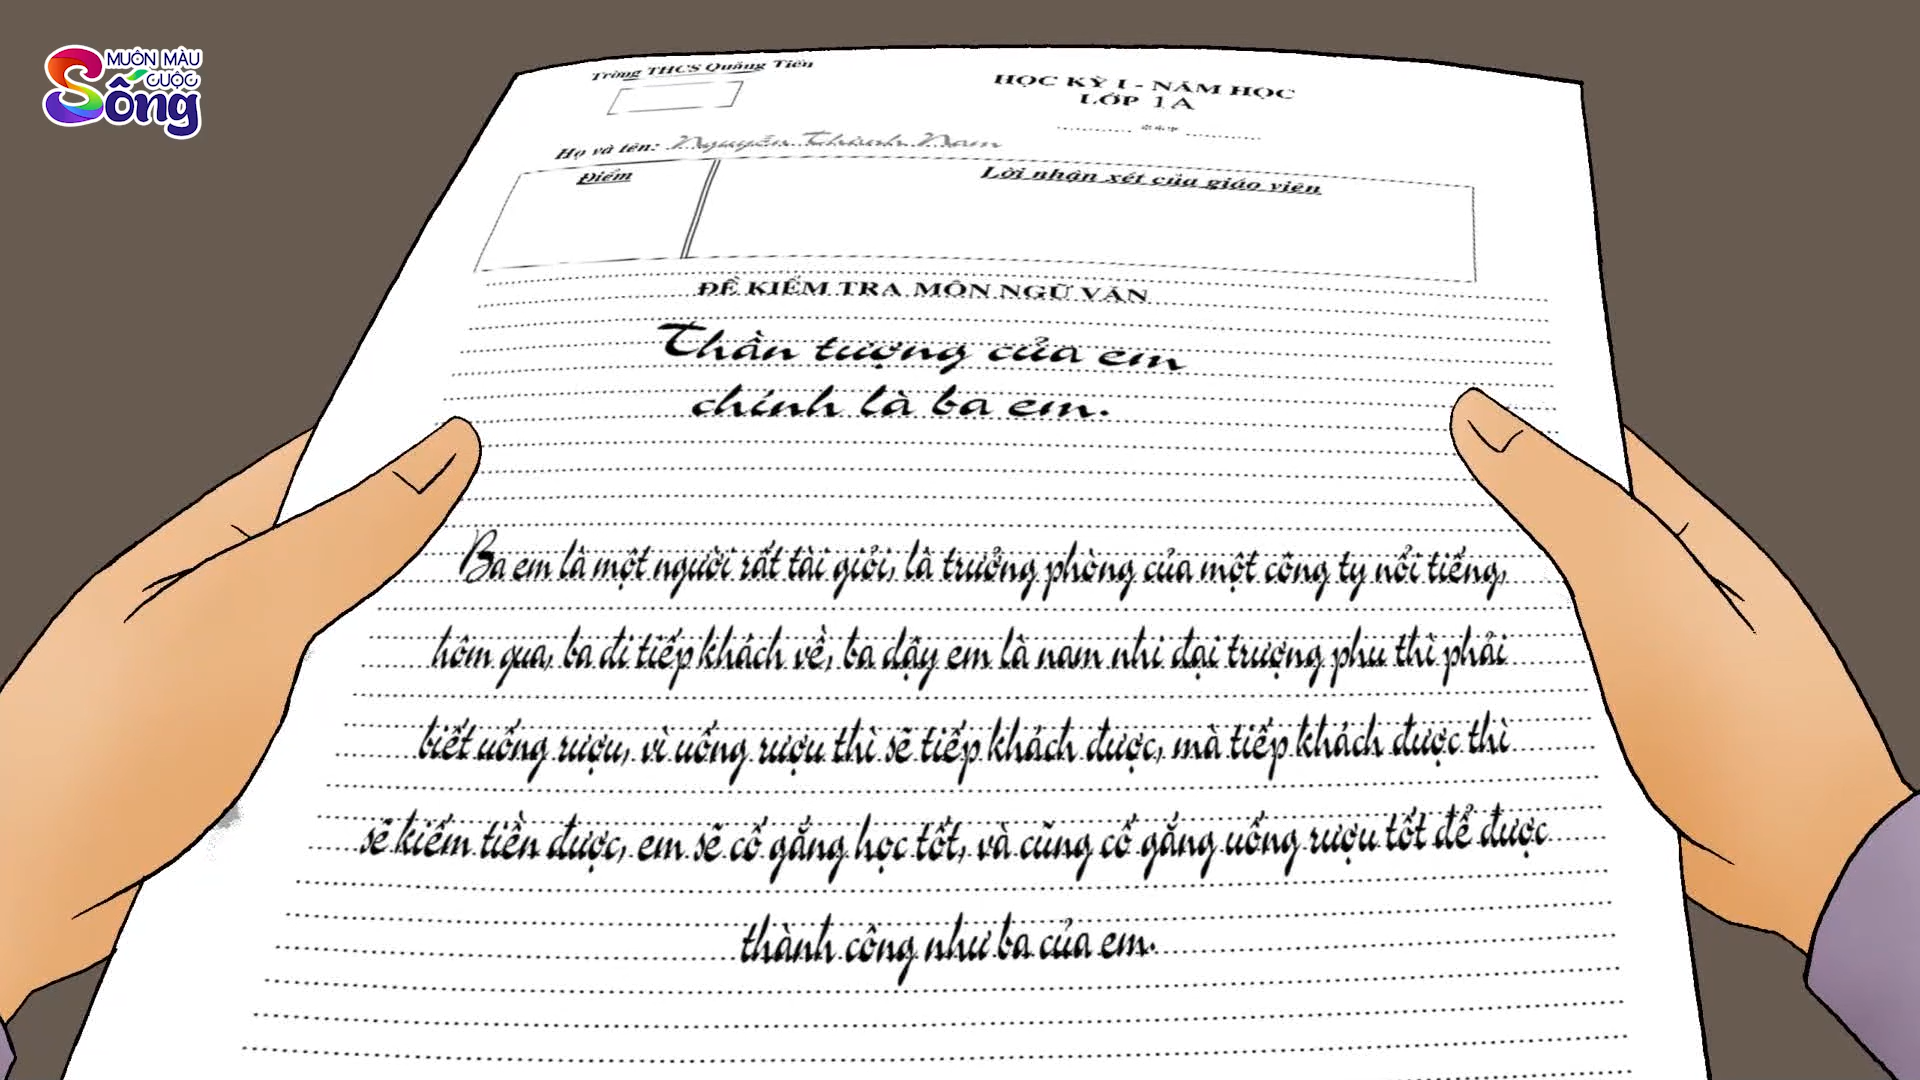 MUÔN MÀU
CUỘC
Sống
Trường THCS Quãng Tiến
HỌC KỲ I - NĂM HỌC
LỚP 1A
***
Họ và tên: Nguyễn Thành Nam
Điểm
Lời nhận xét của giáo viên
ĐỀ KIỂM TRA MÔN NGỮ VĂN
Thần tượng của em
chính là ba em.
Ba em là một người rất tài giỏi, là trưởng phòng của một công ty nổi tiếng,
hôm qua, ba đi tiếp khách về, ba dậy em là nam nhi đại trượng phu thì phải
biết uống rượu, vì uống rượu thì sẽ tiếp khách được, mà tiếp khách được thì
sẽ kiếm tiền được, em sẽ cố gắng học tốt, và cũng cố gắng uống rượu tốt để được
thành công như ba của em.